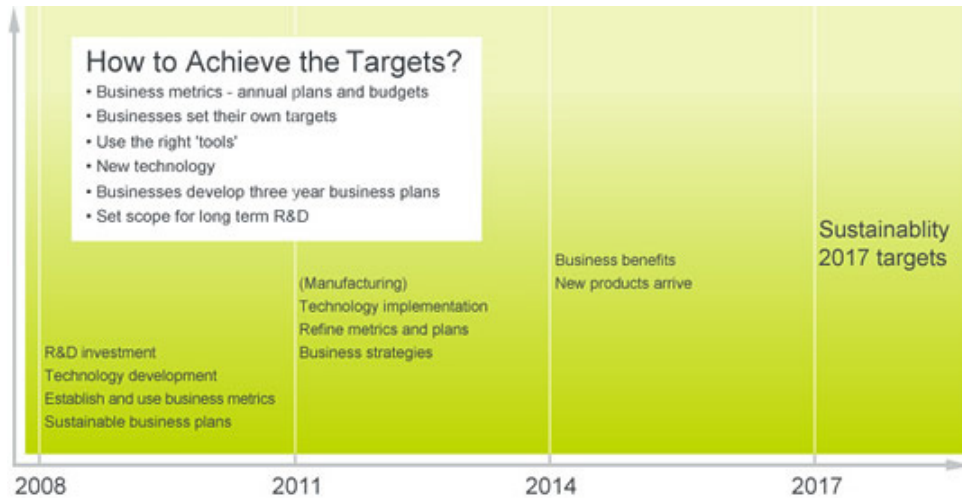 How to Achieve the Targets?
• Business metrics - annual plans and budgets
• Businesses set their own targets
• Use the right 'tools'
• New technology
• Businesses develop three year business plans
• Set scope for long term R&D
Sustainablity
2017 targets
Business benefits
New products arrive
(Manufacturing)
Technology implementation
Refine metrics and plans
Business strategies
R&D investment
Technology development
Establish and use business metrics
Sustainable business plans
2008
2011
2014
2017